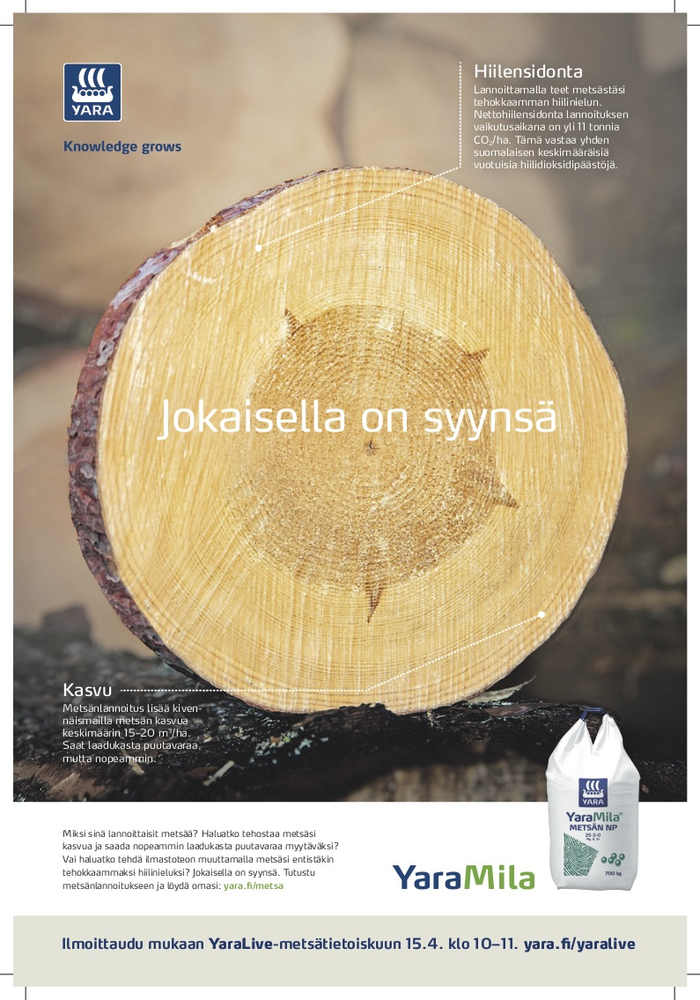 YARA
Knowledge grows
Hiilensidonta
Lannoittamalla teet metsästäsi
tehokkaamman hiilinielun.
Nettohiilensidonta lannoituksen
vaikutusaikana on yli 11 tonnia
CO₂/ha. Tämä vastaa yhden
suomalaisen keskimääräisiä
vuotuisia hiilidioksidipäästöjä.
Jokaisella on syynsä
Kasvu
Metsänlannoitus lisää kiven-
näismailla metsän kasvua
keskimäärin 15–20 m³/ha.
Saat laadukasta puutavaraa,
mutta nopeammin.
YARA
YaraMila®
METSÄN NP
25-2-0
700 kg
Miksi sinä lannoittaisit metsää? Haluatko tehostaa metsäsi
kasvua ja saada nopeammin laadukasta puutavaraa myytäväksi?
Vai haluatko tehdä ilmastoteon muuttamalla metsäsi entistäkin
tehokkaammaksi hiilinieluksi? Jokaisella on syynsä. Tutustu
metsänlannoitukseen ja löydä omasi: yara.fi/metsa
YaraMila
Ilmoittaudu mukaan YaraLive-metsätietoiskuun 15.4. klo 10–11. yara.fi/yaralive